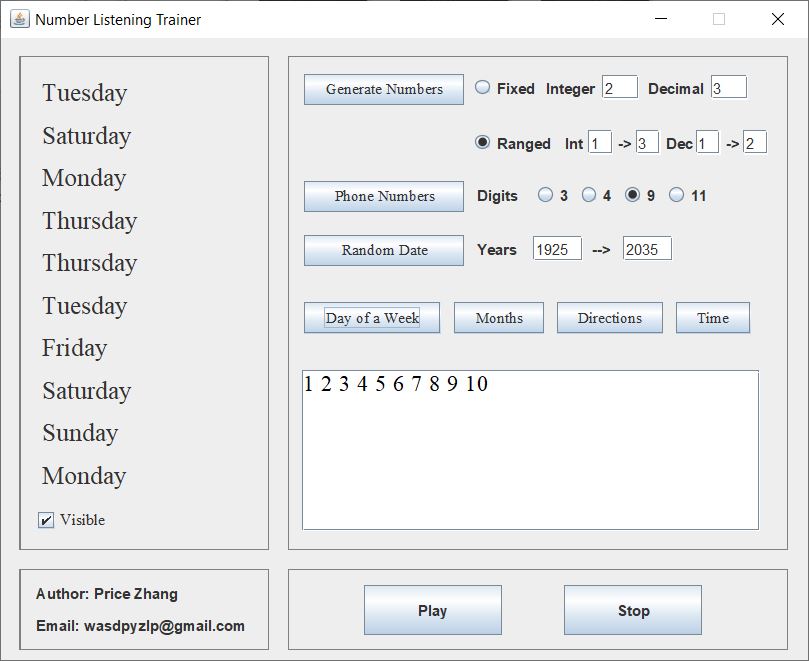 Number Listening Trainer
Tuesday
Saturday
Monday
Thursday
Thursday
Tuesday
Friday
Saturday
Sunday
Monday
Visible
Generate Numbers Fixed Integer 2 Decimal 3
Ranged Int 1 -> 3 Dec 1 -> 2
Phone Numbers Digits 3 4 9 11
Random Date Years 1925 --> 2035
Day of a Week Months Directions Time
1 2 3 4 5 6 7 8 9 10
Author: Price Zhang
Email: wasdpyzlp@gmail.com
Play Stop